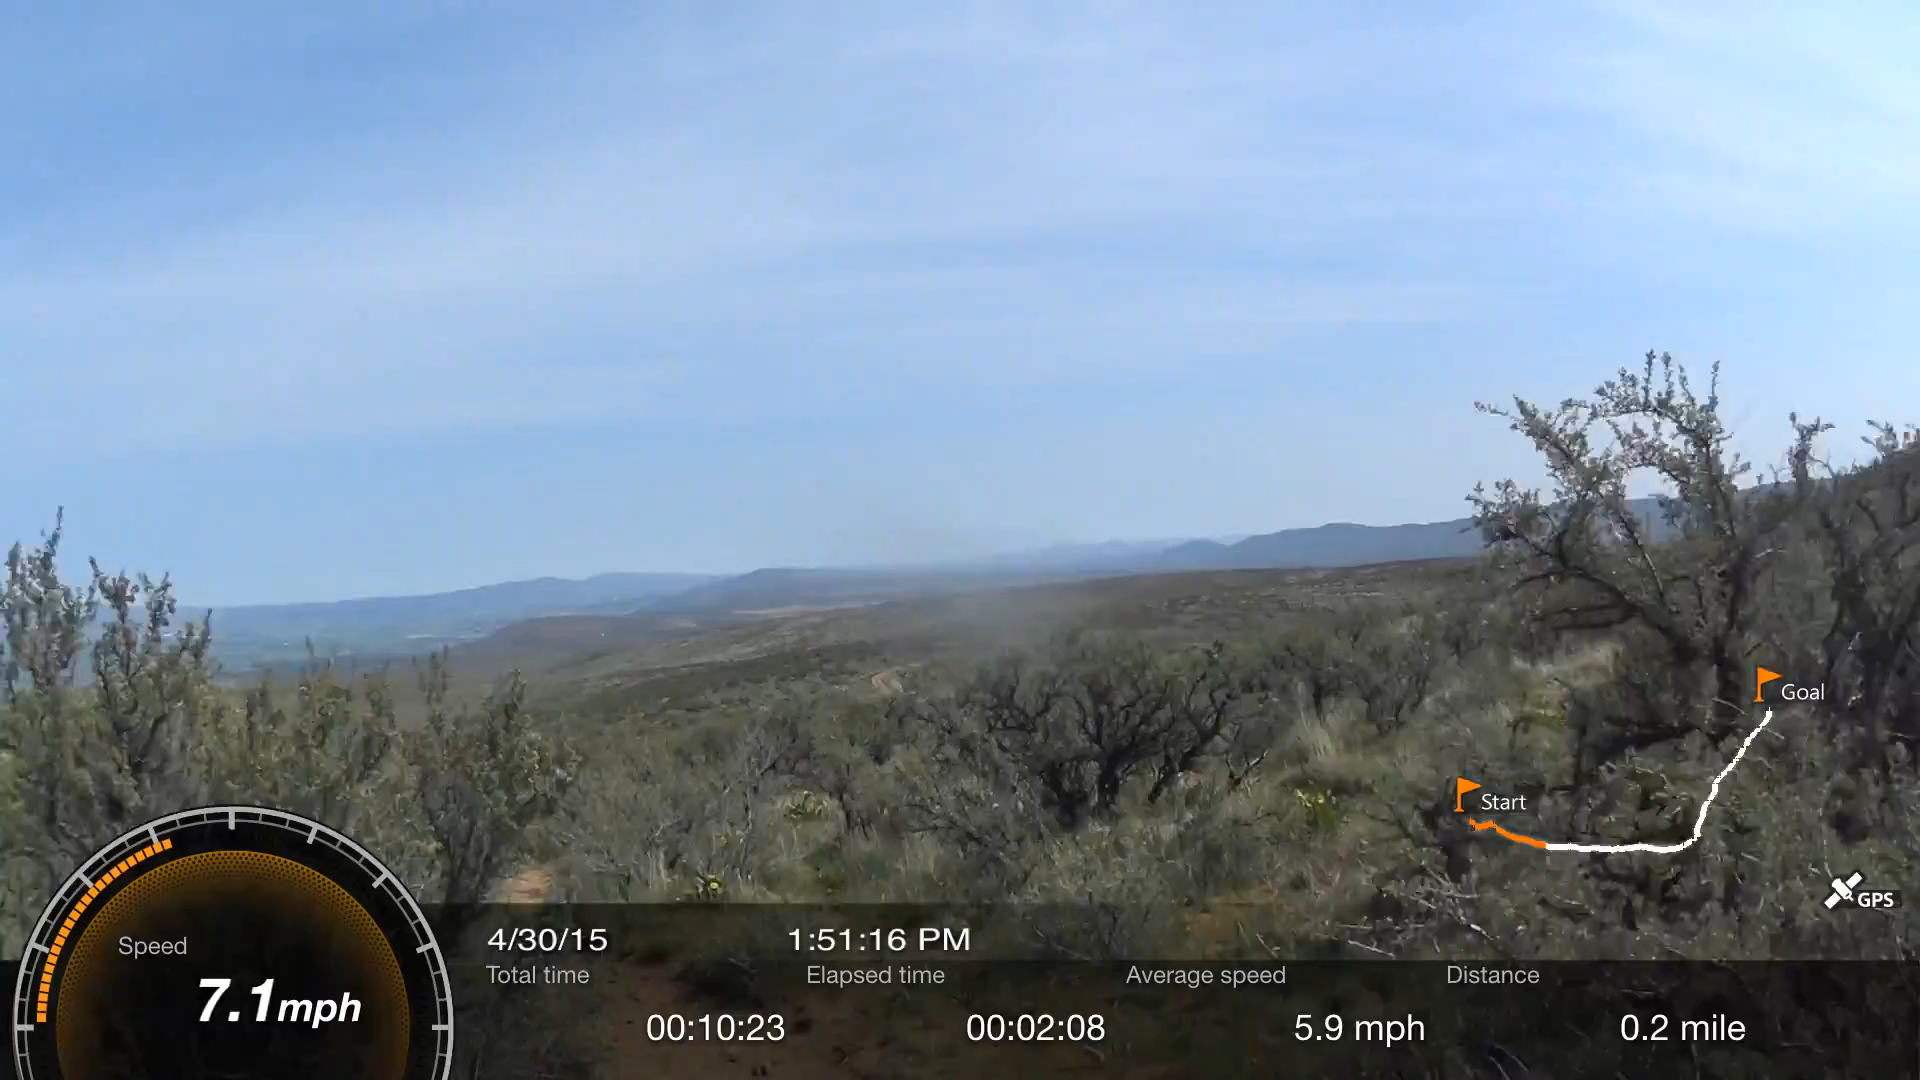 Goal
Start
GPS
4/30/15 1:51:16 PM
Speed
7.1mph
Total time Elapsed time Average speed Distance
00:10:23 00:02:08 5.9 mph 0.2 mile